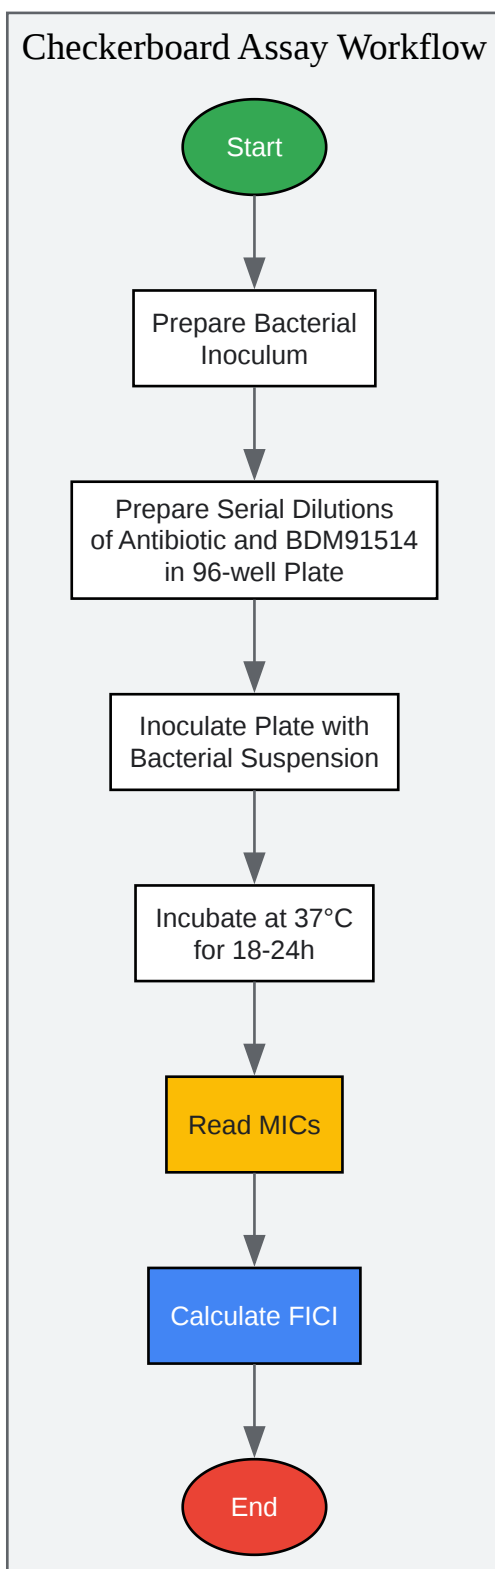 Checkerboard Assay Workflow
Start
Prepare Bacterial
Inoculum
Prepare Serial Dilutions
of Antibiotic and BDM91514
in 96-well Plate
Inoculate Plate with
Bacterial Suspension
Incubate at 37°C
for 18-24h
Read MICs
Calculate FICI
End